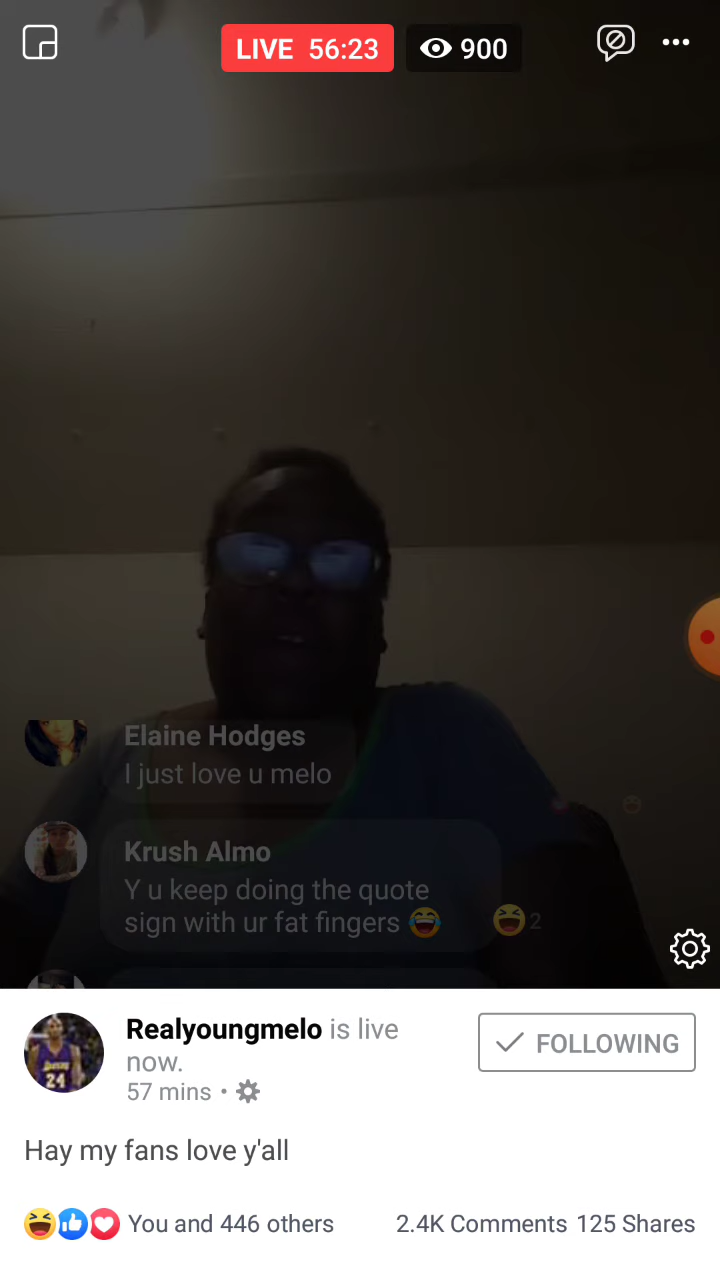 LIVE 56:23 900
Elaine Hodges
I just love u melo
Krush Almo
Y u keep doing the quote
sign with ur fat fingers 😂
😆 2
24
Realyoungmelo is live
now.
57 mins •
FOLLOWING
Hay my fans love y'all
You and 446 others 2.4K Comments 125 Shares